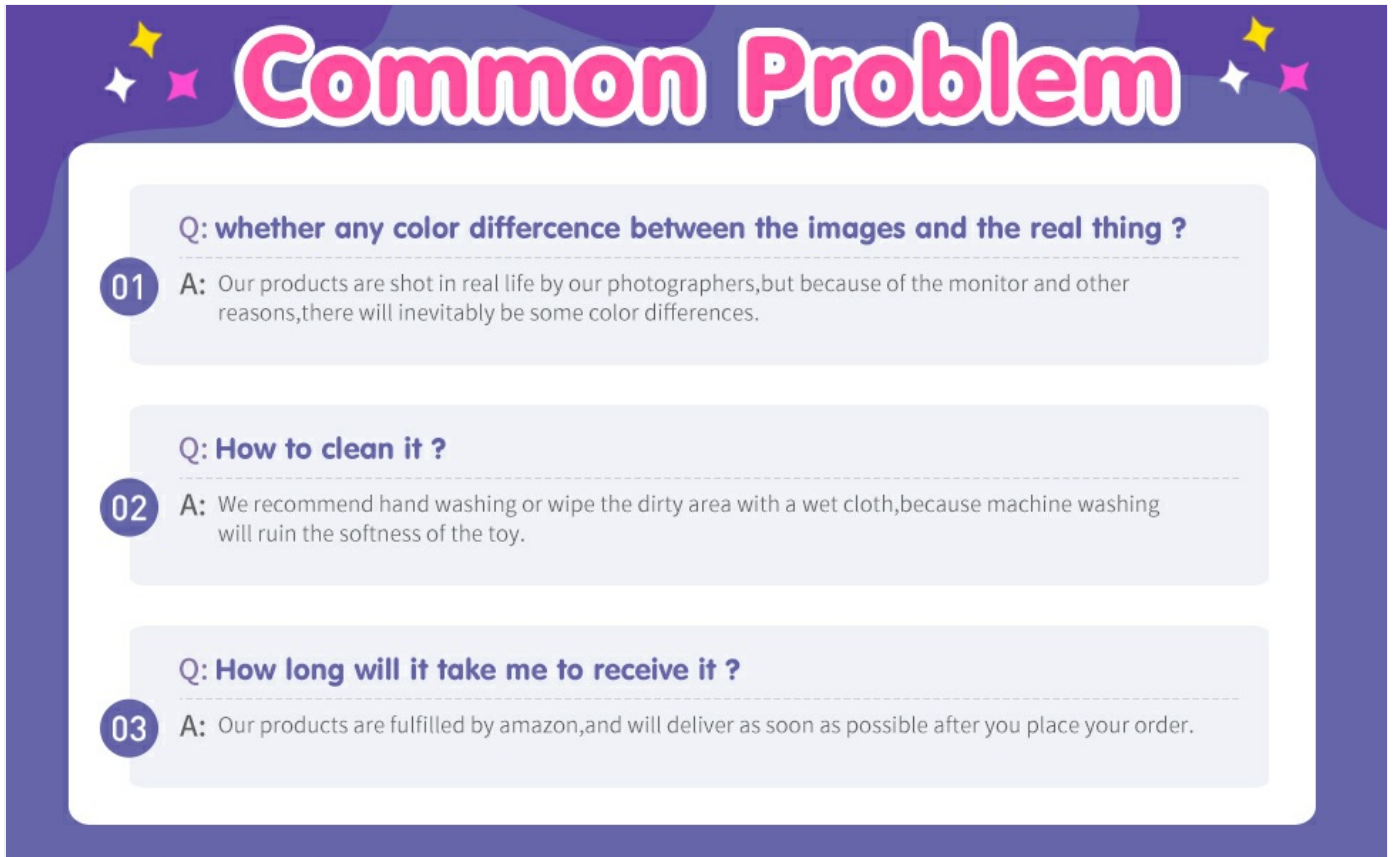 Common Problem
Q: whether any color differcence between the images and the real thing ?
01
A: Our products are shot in real life by our photographers,but because of the monitor and other
reasons,there will inevitably be some color differences.
Q: How to clean it ?
02
A: We recommend hand washing or wipe the dirty area with a wet cloth,because machine washing
will ruin the softness of the toy.
Q: How long will it take me to receive it ?
03
A: Our products are fulfilled by amazon,and will deliver as soon as possible after you place your order.